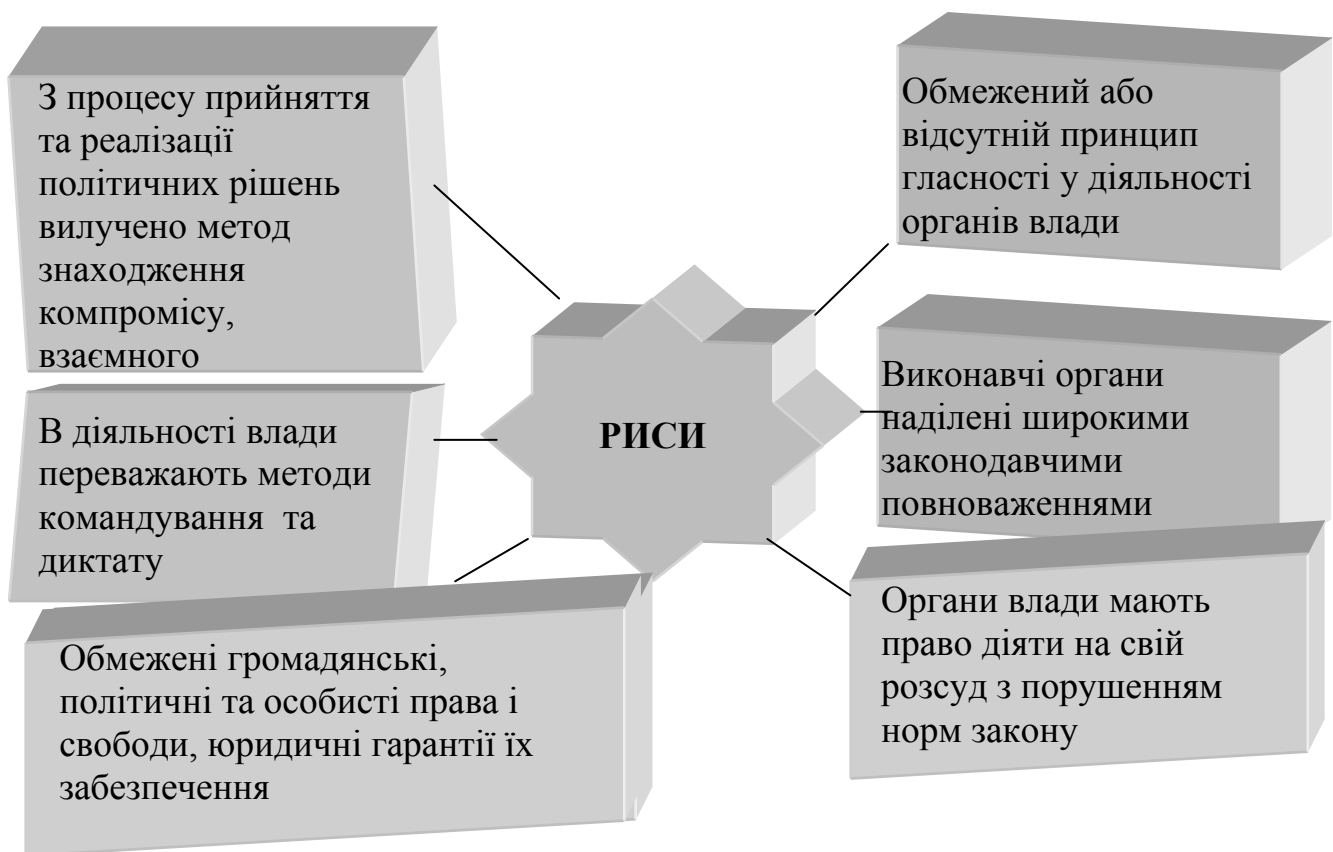 З процесу прийняття
та реалізації
політичних рішень
вилучено метод
знаходження
компромісу,
взаємного
В діяльності влади
переважають методи
командування та
диктату
Обмежені громадянські,
політичні та особисті права і
свободи, юридичні гарантії їх
забезпечення
РИСИ
Обмежений або
відсутній принцип
гласності у діяльності
органів влади
Виконавчі органи
наділені широкими
законодавчими
повноваженнями
Органи влади мають
право діяти на свій
розсуд з порушенням
норм закону